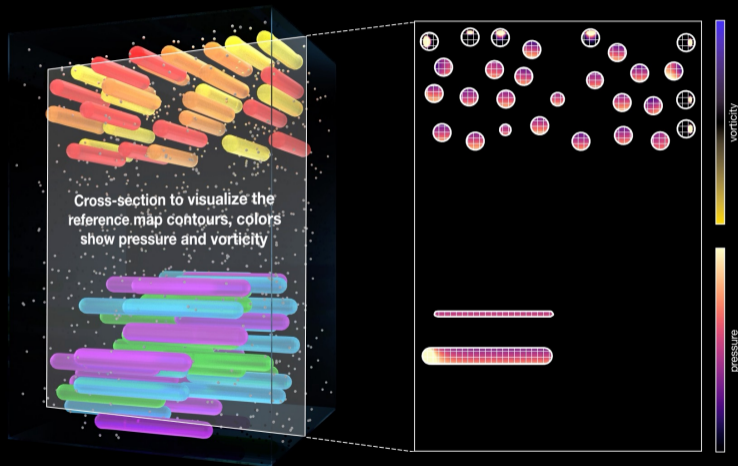 Cross-section to visualize the
reference map contours, colors
show pressure and vorticity
vorticity
pressure